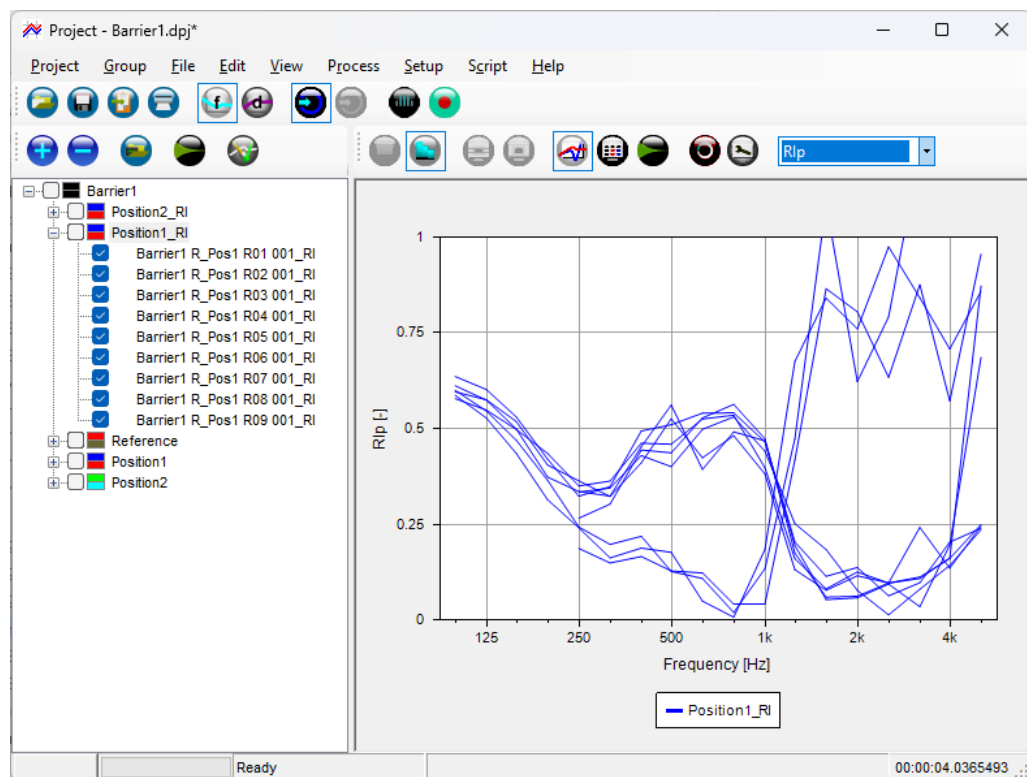 Project - Barrier1.dpj*
Project Group File Edit View Process Setup Script Help
f d
RIp
Barrier1
Position2_RI
Position1_RI
Barrier1 R_Pos1 R01 001_RI
Barrier1 R_Pos1 R02 001_RI
Barrier1 R_Pos1 R03 001_RI
Barrier1 R_Pos1 R04 001_RI
Barrier1 R_Pos1 R05 001_RI
Barrier1 R_Pos1 R06 001_RI
Barrier1 R_Pos1 R07 001_RI
Barrier1 R_Pos1 R08 001_RI
Barrier1 R_Pos1 R09 001_RI
Reference
Position1
Position2
RIp [-]
1
0.75
0.5
0.25
0
125 250 500 1k 2k 4k
Frequency [Hz]
Position1_RI
Ready
00:00:04.0365493